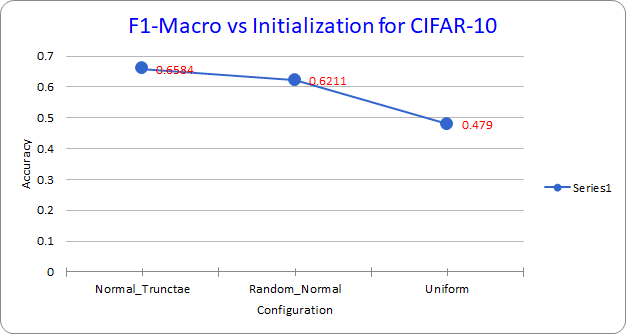 F1-Macro vs Initialization for CIFAR-10
0.7
0.6
0.5
0.4
0.3
0.2
0.1
0
Accuracy
0.6584
0.6211
0.479
Series1
Normal_Trunctae
Random_Normal
Uniform
Configuration